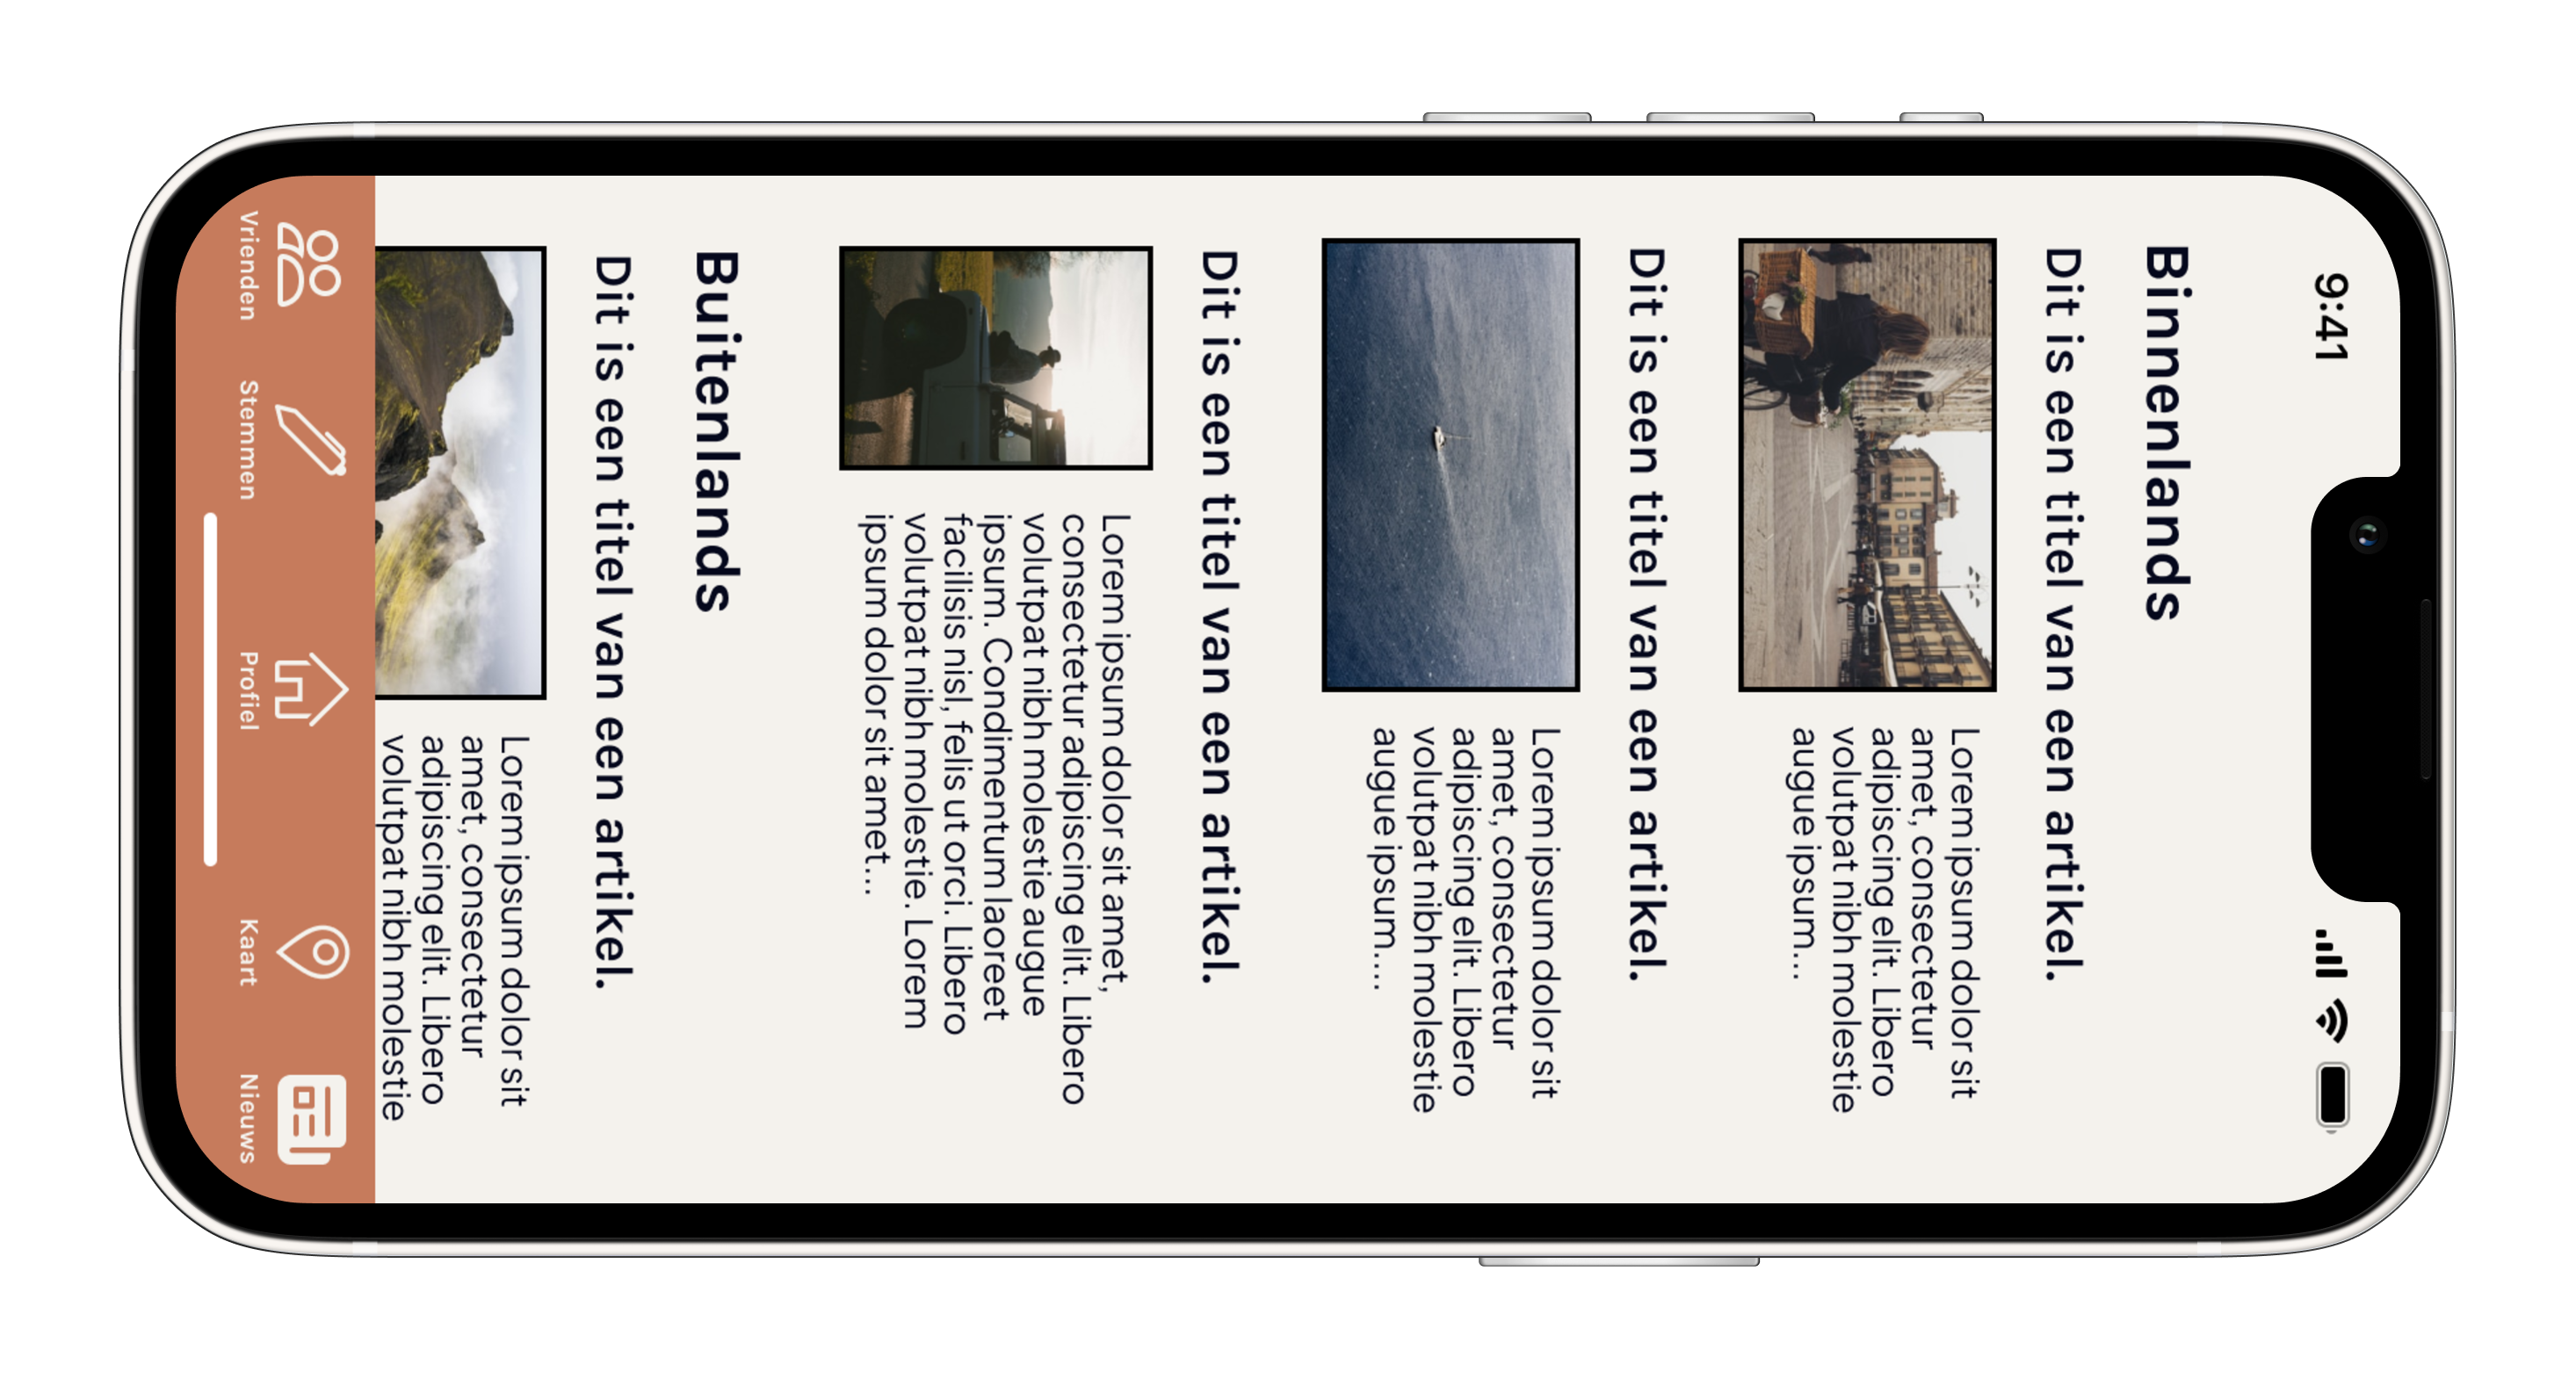 9:41
Binnenlands
Dit is een titel van een artikel.
Lorem ipsum dolor sit
amet, consectetur
adipiscing elit. Libero
volutpat nibh molestie
augue ipsum...
Dit is een titel van een artikel.
Lorem ipsum dolor sit
amet, consectetur
adipiscing elit. Libero
volutpat nibh molestie
augue ipsum....
Dit is een titel van een artikel.
Lorem ipsum dolor sit amet,
consectetur adipiscing elit. Libero
volutpat nibh molestie augue
ipsum. Condimentum laoreet
facilisis nisl, felis ut orci. Libero
volutpat nibh molestie. Lorem
ipsum dolor sit amet...
Buitenlands
Dit is een titel van een artikel.
Lorem ipsum dolor sit
amet, consectetur
adipiscing elit. Libero
volutpat nibh molestie
Vrienden
Stemmen
Profiel
Kaart
Nieuws